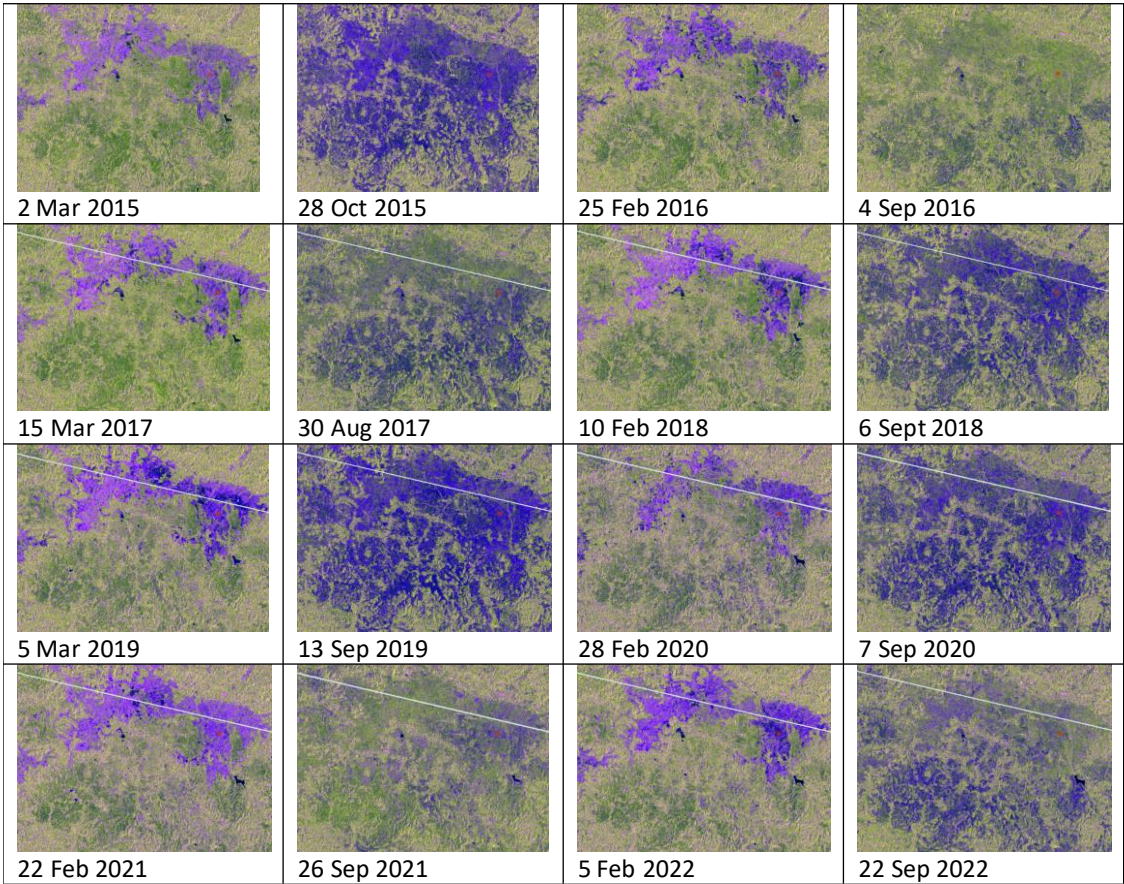 2 Mar 2015
28 Oct 2015
25 Feb 2016
4 Sep 2016
15 Mar 2017
30 Aug 2017
10 Feb 2018
6 Sept 2018
5 Mar 2019
13 Sep 2019
28 Feb 2020
7 Sep 2020
22 Feb 2021
26 Sep 2021
5 Feb 2022
22 Sep 2022